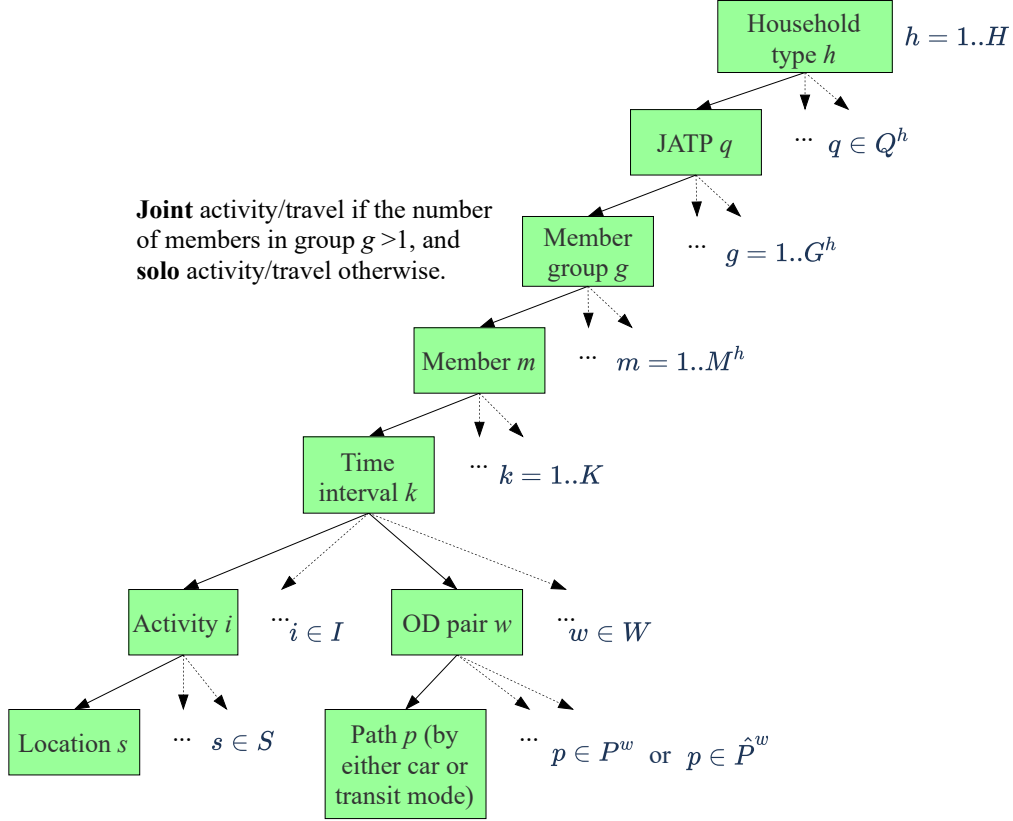 Household
type h
h = 1..H
JATP q
... q ∈ Q^h
Joint activity/travel if the number
of members in group g >1, and
solo activity/travel otherwise.
Member
group g
... g = 1..G^h
Member m
... m = 1..M^h
Time
interval k
... k = 1..K
Activity i
... i ∈ I
OD pair w
... w ∈ W
Location s
... s ∈ S
Path p (by
either car or
transit mode)
... p ∈ P^w or p ∈ P̂^w